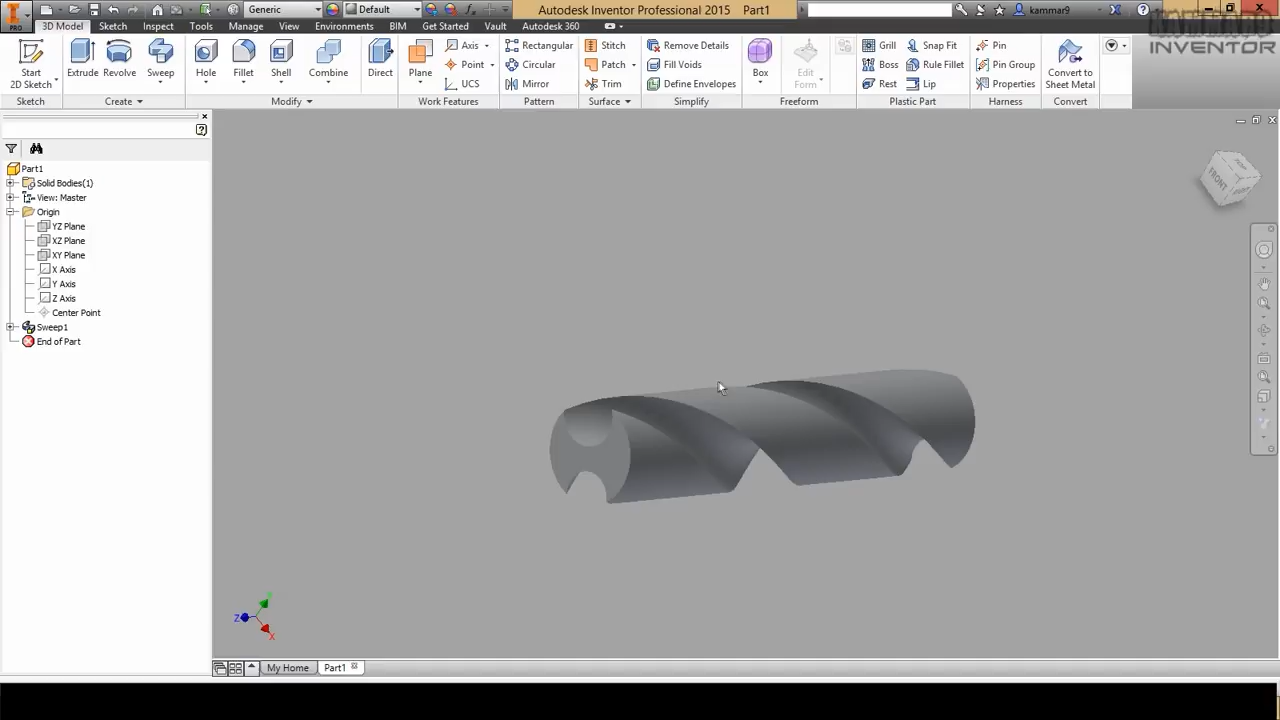 PRO Generic Default Autodesk Inventor Professional 2015 Part1 kammar9
3D Model Sketch Inspect Tools Manage View Environments BIM Get Started Vault Autodesk 360
INVENTOR
Start
2D Sketch
Extrude Revolve Sweep
Hole Fillet Shell Combine
Direct
Plane
Axis
Point
UCS
Rectangular
Circular
Mirror
Stitch
Patch
Trim
Remove Details
Fill Voids
Define Envelopes
Box
Edit
Form
Grill Snap Fit
Boss Rule Fillet
Rest Lip
Pin
Pin Group
Properties
Convert to
Sheet Metal
Sketch Create Modify Work Features Pattern Surface Simplify Freeform Plastic Part Harness Convert
Part1
Solid Bodies(1)
View: Master
Origin
YZ Plane
XZ Plane
XY Plane
X Axis
Y Axis
Z Axis
Center Point
Sweep1
End of Part
FRONT
Z
X
My Home Part1